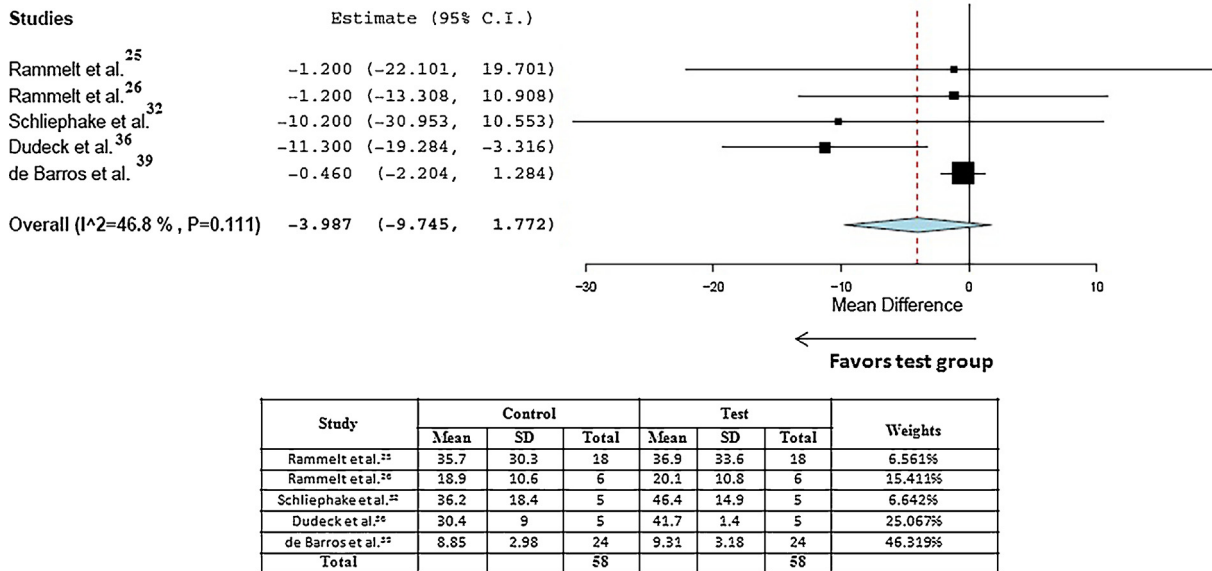 Studies Estimate (95% C.I.)
Rammelt et al.25 -1.200 (-22.101, 19.701)
Rammelt et al.26 -1.200 (-13.308, 10.908)
Schliephake et al.32 -10.200 (-30.953, 10.553)
Dudeck et al.36 -11.300 (-19.284, -3.316)
de Barros et al. 39 -0.460 (-2.204, 1.284)
Overall (I^2=46.8 % , P=0.111) -3.987 (-9.745, 1.772)
-30 -20 -10 0 10
Mean Difference
Favors test group
Study Control Test Weights
Mean SD Total Mean SD Total
Rammelt et al. 35.7 30.3 18 36.9 33.6 18 6.561%
Rammelt et al.26 18.9 10.6 6 20.1 10.8 6 15.411%
Schliephake et al. 36.2 18.4 5 46.4 14.9 5 6.642%
Dudeck et al. 30.4 9 5 41.7 1.4 5 25.067%
de Barros et al. 8.85 2.98 24 9.31 3.18 24 46.319%
Total 58 58